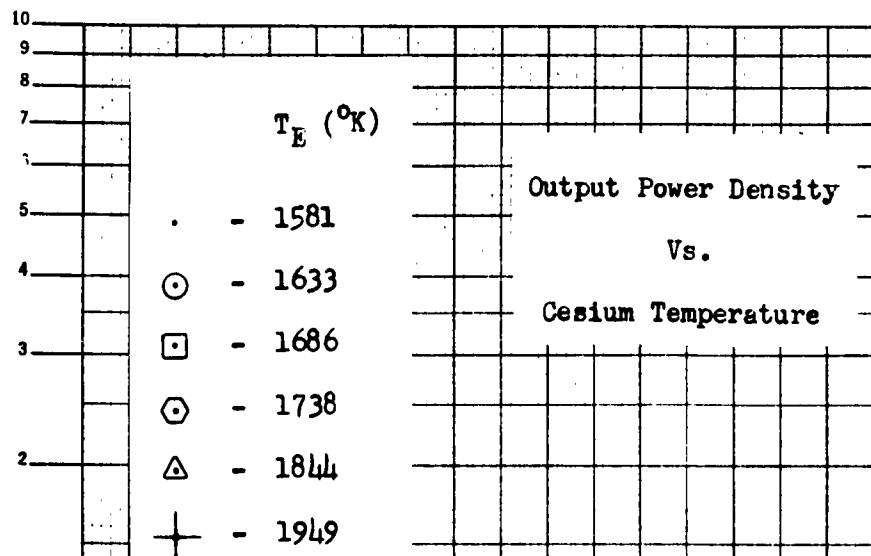 10
9
8
7
5
4
3
2
T_E (°K)
. - 1581
- 1633
- 1686
- 1738
- 1844
- 1949
Output Power Density
Vs.
Cesium Temperature